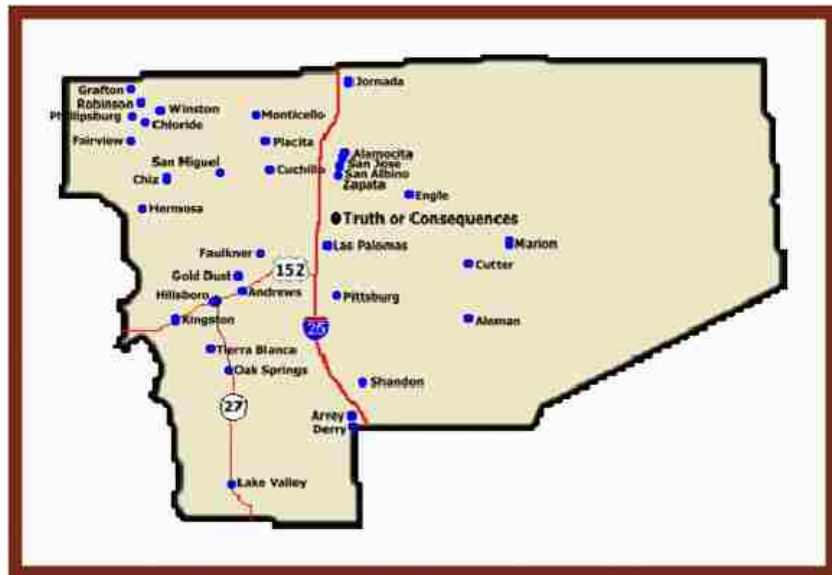 Jornada
Grafton
Robinson
Winston
Phillipsburg
Chloride
Monticello
Fairview
Placita
Alamocita
San Jose
San Miguel
Cuchillo
San Albino
Chiz
Zapata
Engle
Hermosa
Truth or Consequences
Las Palomas
Marion
Faulkner
Cutter
152
Gold Dust
Andrews
Hillsboro
Pittsburg
Kingston
25
Aleman
Tierra Blanca
Oak Springs
Shandon
27
Arrey
Derry
Lake Valley